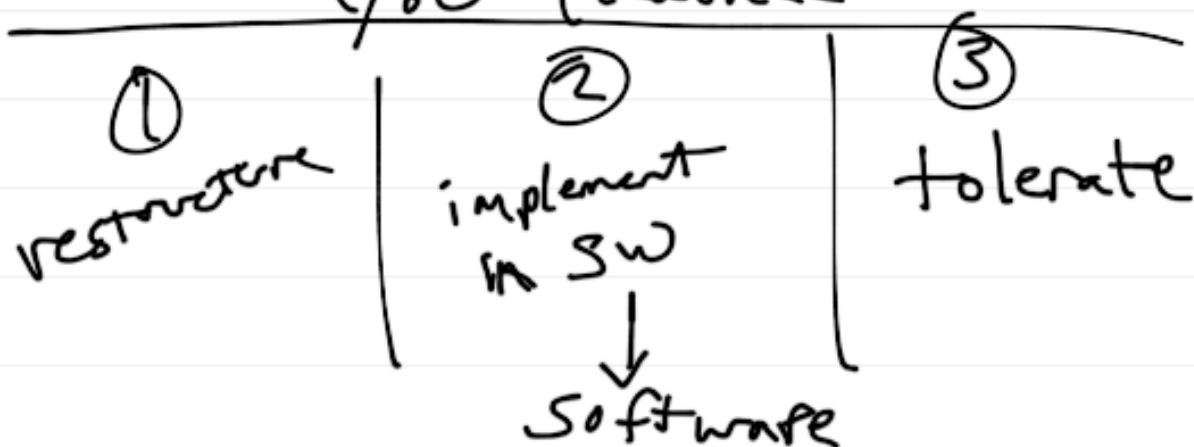 ①
restructure
②
implement
in SW
software
③
tolerate